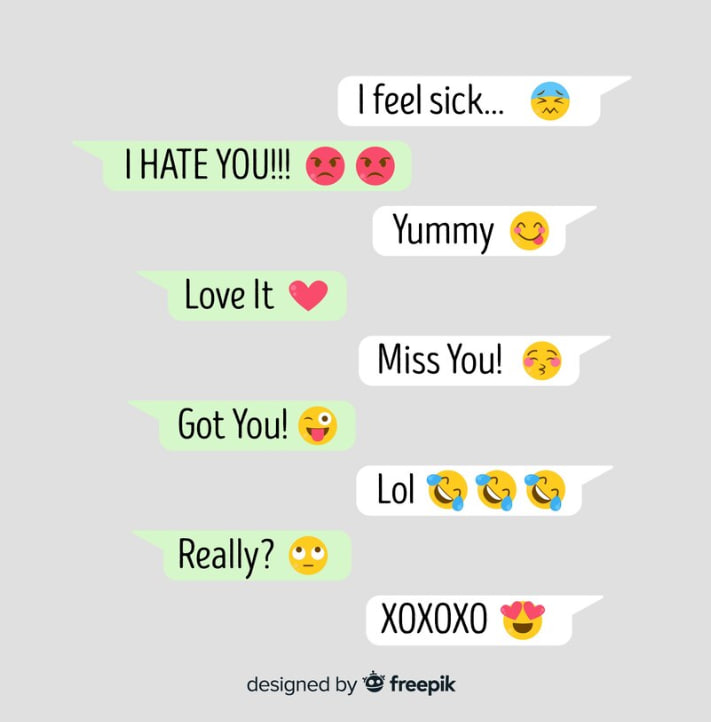 I feel sick...
I HATE YOU!!!
Yummy
Love It
Miss You!
Got You!
Lol
Really?
XOXOXO
designed by freepik